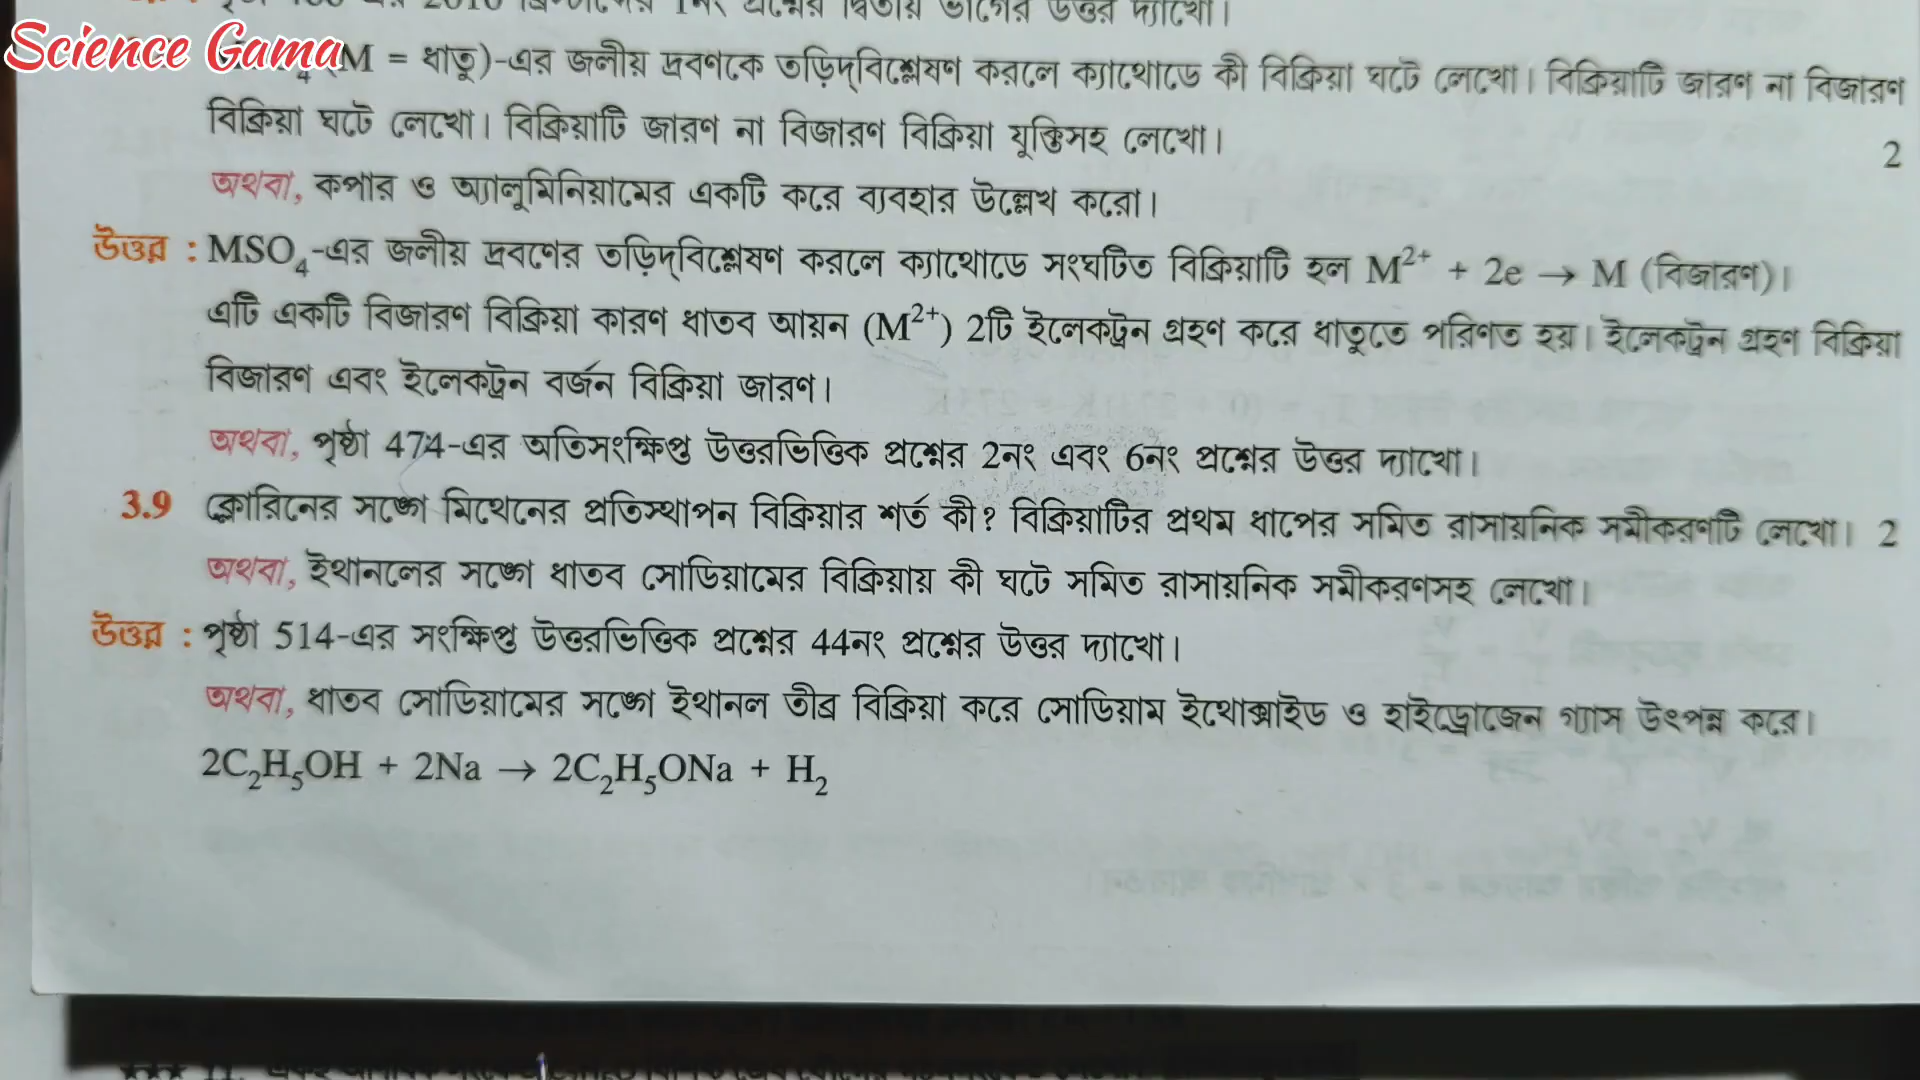 Science Gama
(M = ধাতু)-এর জলীয় দ্রবণকে তড়িদ্‌বিশ্লেষণ করলে ক্যাথোডে কী বিক্রিয়া ঘটে লেখো। বিক্রিয়াটি জারণ না বিজারণ
বিক্রিয়া ঘটে লেখো। বিক্রিয়াটি জারণ না বিজারণ বিক্রিয়া যুক্তিসহ লেখো। 2
অথবা, কপার ও অ্যালুমিনিয়ামের একটি করে ব্যবহার উল্লেখ করো।
উত্তর : MSO₄-এর জলীয় দ্রবণের তড়িদ্‌বিশ্লেষণ করলে ক্যাথোডে সংঘটিত বিক্রিয়াটি হল M²⁺ + 2e → M (বিজারণ)।
এটি একটি বিজারণ বিক্রিয়া কারণ ধাতব আয়ন (M²⁺) 2টি ইলেকট্রন গ্রহণ করে ধাতুতে পরিণত হয়। ইলেকট্রন গ্রহণ বিক্রিয়া
বিজারণ এবং ইলেকট্রন বর্জন বিক্রিয়া জারণ।
অথবা, পৃষ্ঠা 474-এর অতিসংক্ষিপ্ত উত্তরভিত্তিক প্রশ্নের 2নং এবং 6নং প্রশ্নের উত্তর দ্যাখো।
3.9 ক্লোরিনের সঙ্গে মিথেনের প্রতিস্থাপন বিক্রিয়ার শর্ত কী? বিক্রিয়াটির প্রথম ধাপের সমিত রাসায়নিক সমীকরণটি লেখো। 2
অথবা, ইথানলের সঙ্গে ধাতব সোডিয়ামের বিক্রিয়ায় কী ঘটে সমিত রাসায়নিক সমীকরণসহ লেখো।
উত্তর : পৃষ্ঠা 514-এর সংক্ষিপ্ত উত্তরভিত্তিক প্রশ্নের 44নং প্রশ্নের উত্তর দ্যাখো।
অথবা, ধাতব সোডিয়ামের সঙ্গে ইথানল তীব্র বিক্রিয়া করে সোডিয়াম ইথোক্সাইড ও হাইড্রোজেন গ্যাস উৎপন্ন করে।
2C₂H₅OH + 2Na → 2C₂H₅ONa + H₂